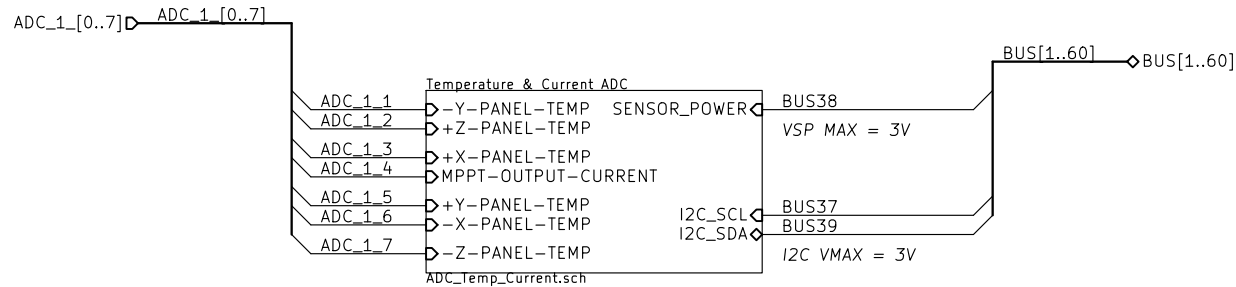 ADC_1_[0..7] ADC_1_[0..7]
BUS[1..60] BUS[1..60]
Temperature & Current ADC
ADC_1_1 -Y-PANEL-TEMP SENSOR_POWER BUS38
ADC_1_2 +Z-PANEL-TEMP VSP MAX = 3V
ADC_1_3 +X-PANEL-TEMP
ADC_1_4 MPPT-OUTPUT-CURRENT
ADC_1_5 +Y-PANEL-TEMP I2C_SCL BUS37
ADC_1_6 -X-PANEL-TEMP I2C_SDA BUS39
ADC_1_7 -Z-PANEL-TEMP I2C VMAX = 3V
ADC_Temp_Current.sch